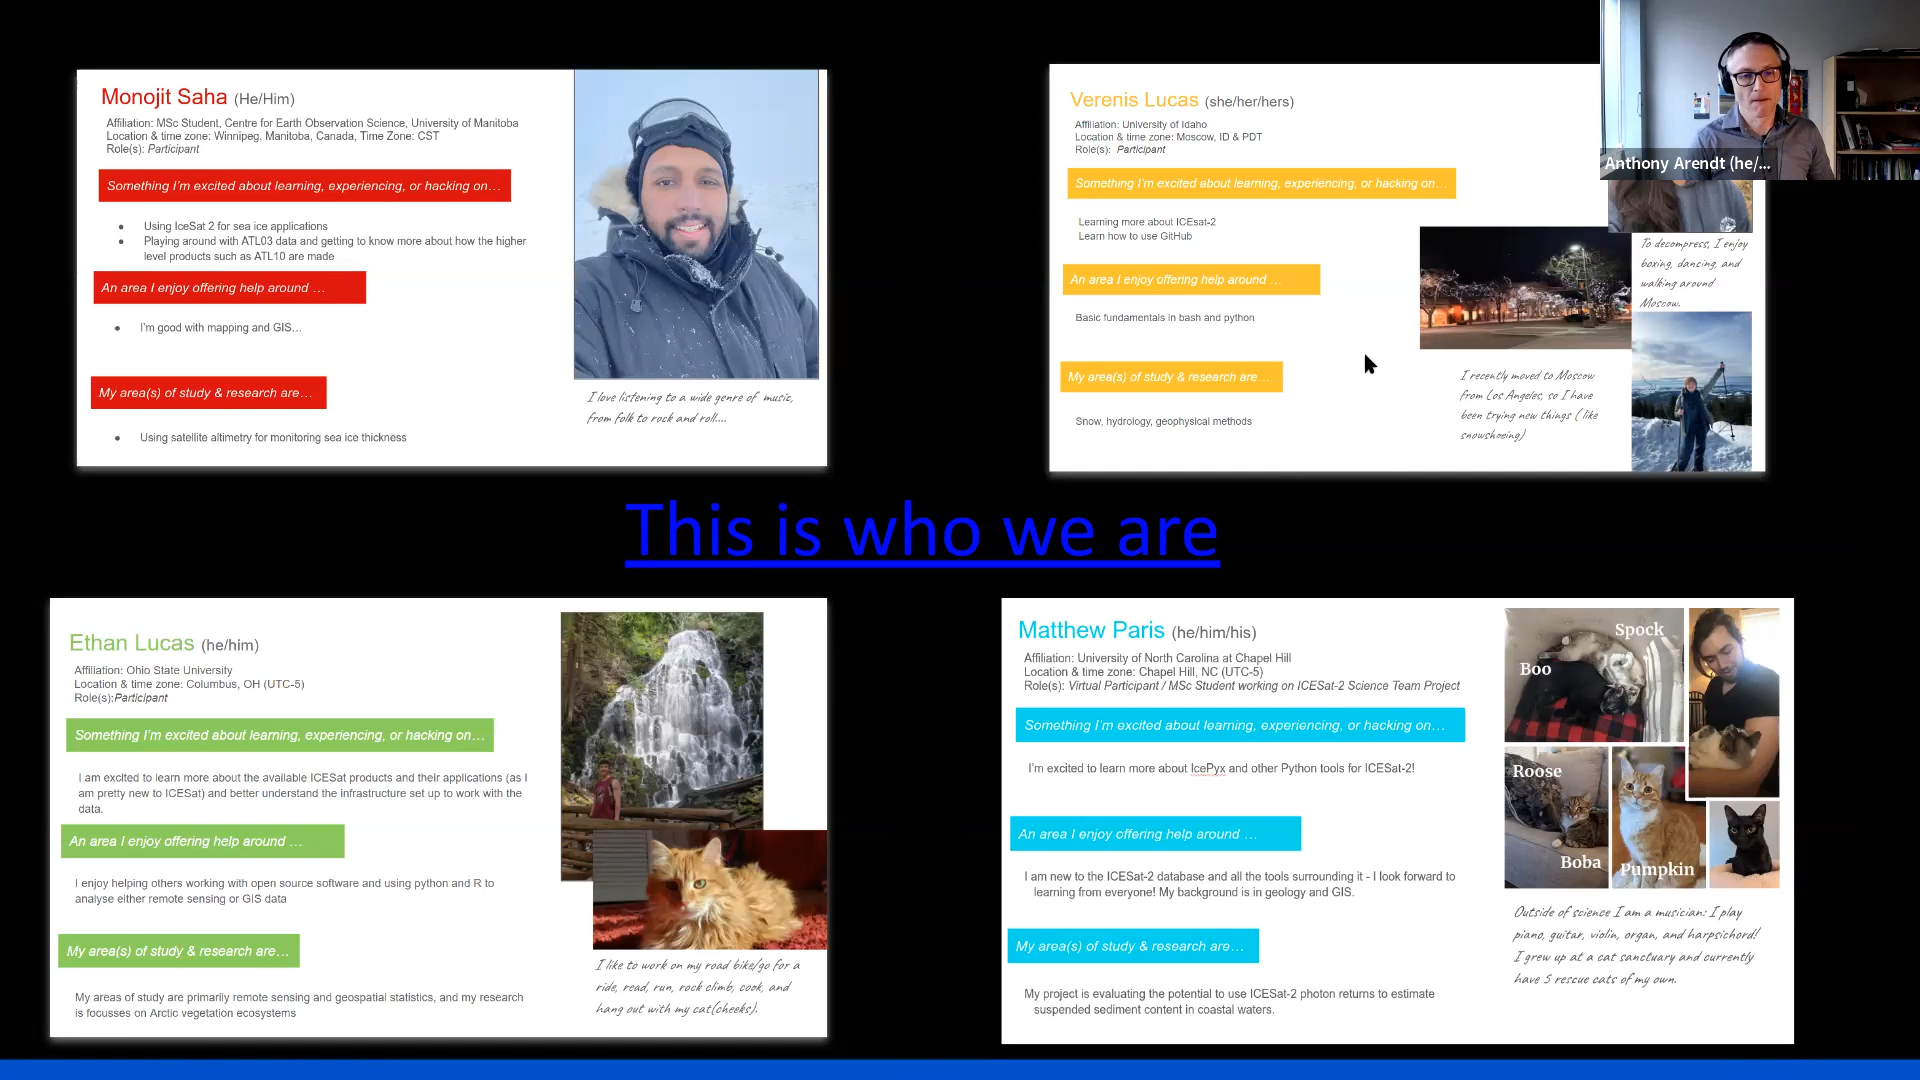 Monojit Saha (He/Him)
Affiliation: MSc Student, Centre for Earth Observation Science, University of Manitoba
Location & time zone: Winnipeg, Manitoba, Canada, Time Zone: CST
Role(s): Participant
Something I'm excited about learning, experiencing, or hacking on…
● Using IceSat 2 for sea ice applications
● Playing around with ATL03 data and getting to know more about how the higher
level products such as ATL10 are made
An area I enjoy offering help around …
● I'm good with mapping and GIS…
My area(s) of study & research are…
● Using satellite altimetry for monitoring sea ice thickness
I love listening to a wide genre of music,
from folk to rock and roll....
Verenis Lucas (she/her/hers)
Affiliation: University of Idaho
Location & time zone: Moscow, ID & PDT
Role(s): Participant
Something I'm excited about learning, experiencing, or hacking on…
Learning more about ICEsat-2
Learn how to use GitHub
An area I enjoy offering help around …
Basic fundamentals in bash and python
My area(s) of study & research are…
Snow, hydrology, geophysical methods
I recently moved to Moscow
from Los Angeles, so I have
been trying new things (like
snowshoeing)
To decompress, I enjoy
boxing, dancing, and
walking around
Moscow.
Anthony Arendt (he/...
This is who we are
Ethan Lucas (he/him)
Affiliation: Ohio State University
Location & time zone: Columbus, OH (UTC-5)
Role(s):Participant
Something I'm excited about learning, experiencing, or hacking on…
I am excited to learn more about the available ICESat products and their applications (as I
am pretty new to ICESat) and better understand the infrastructure set up to work with the
data.
An area I enjoy offering help around …
I enjoy helping others working with open source software and using python and R to
analyse either remote sensing or GIS data
My area(s) of study & research are…
My areas of study are primarily remote sensing and geospatial statistics, and my research
is focusses on Arctic vegetation ecosystems
I like to work on my road bike/go for a
ride, read, run, rock climb, cook, and
hang out with my cat(cheeks).
Matthew Paris (he/him/his)
Affiliation: University of North Carolina at Chapel Hill
Location & time zone: Chapel Hill, NC (UTC-5)
Role(s): Virtual Participant / MSc Student working on ICESat-2 Science Team Project
Something I'm excited about learning, experiencing, or hacking on…
I'm excited to learn more about IcePyx and other Python tools for ICESat-2!
An area I enjoy offering help around …
I am new to the ICESat-2 database and all the tools surrounding it - I look forward to
learning from everyone! My background is in geology and GIS.
My area(s) of study & research are…
My project is evaluating the potential to use ICESat-2 photon returns to estimate
suspended sediment content in coastal waters.
Spock
Boo
Roose
Boba
Pumpkin
Outside of science I am a musician: I play
piano, guitar, violin, organ, and harpsichord!
I grew up at a cat sanctuary and currently
have 5 rescue cats of my own.